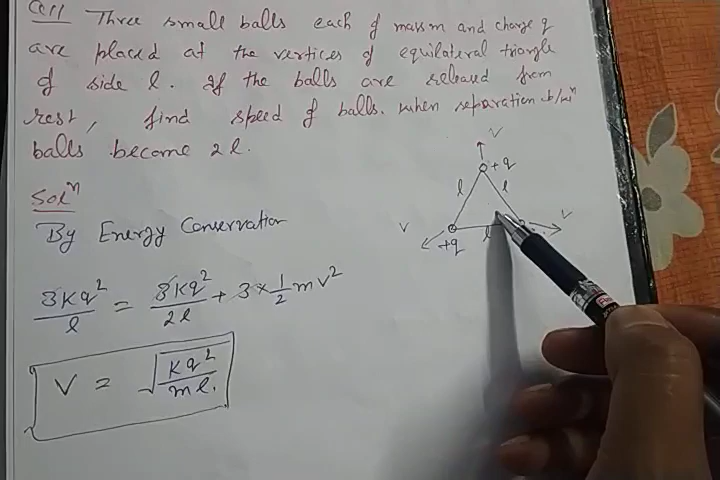 Q11 Three small balls each of mass m and charge q
are placed at the vertices of equilateral triangle
of side l. If the balls are released from
rest, find speed of balls. when separation b/wⁿ
balls become 2l.
Solⁿ
By Energy Conservation
3Kq²/l = 3Kq²/2l + 3 × 1/2 mV²
V = √(Kq²/ml.)
V
+q
l l
V V
l
+q